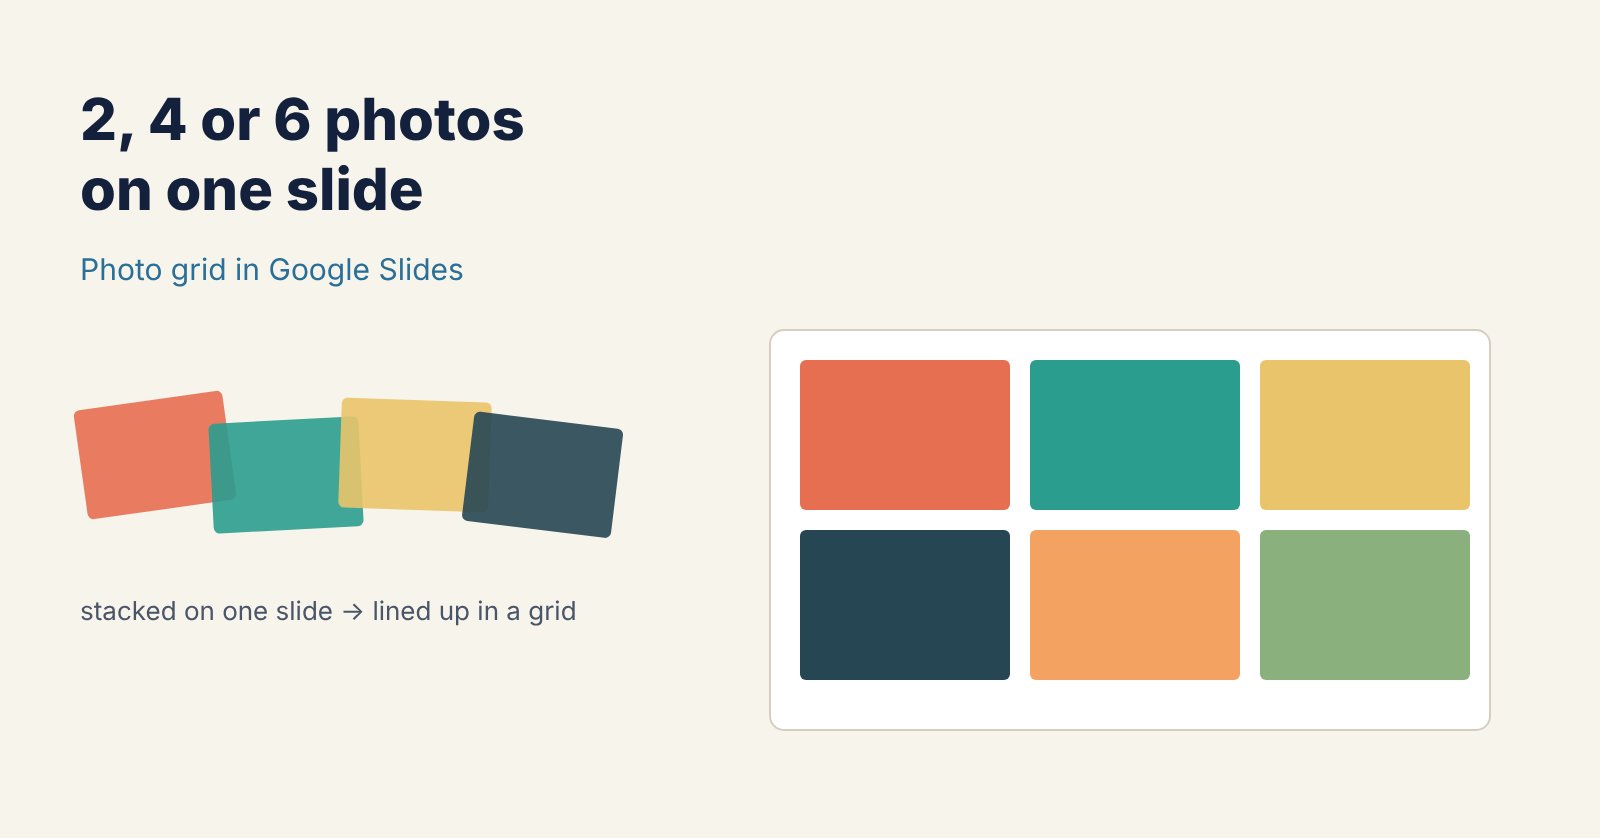 2, 4 or 6 photos
on one slide
Photo grid in Google Slides
stacked on one slide → lined up in a grid